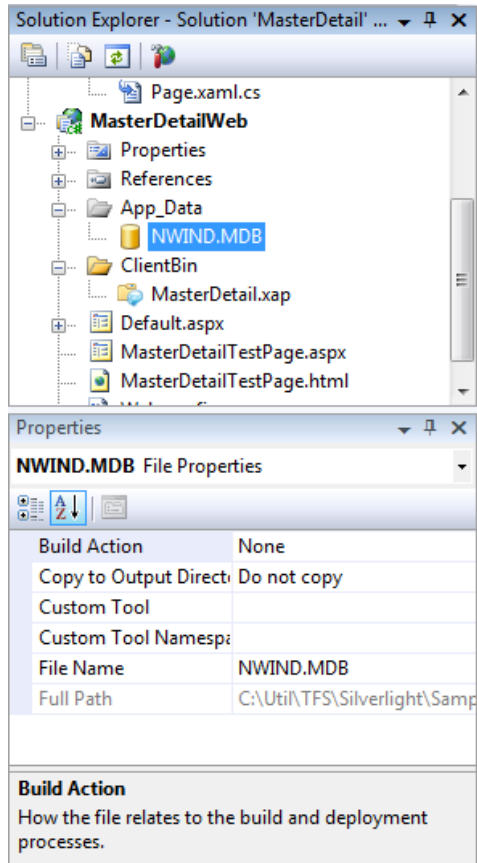 Solution Explorer - Solution 'MasterDetail' ...
Page.xaml.cs
MasterDetailWeb
Properties
References
App_Data
NWIND.MDB
ClientBin
MasterDetail.xap
Default.aspx
MasterDetailTestPage.aspx
MasterDetailTestPage.html
Properties
NWIND.MDB File Properties
Build Action None
Copy to Output Direct Do not copy
Custom Tool
Custom Tool Namespa
File Name NWIND.MDB
Full Path C:\Util\TFS\Silverlight\Samp
Build Action
How the file relates to the build and deployment
processes.